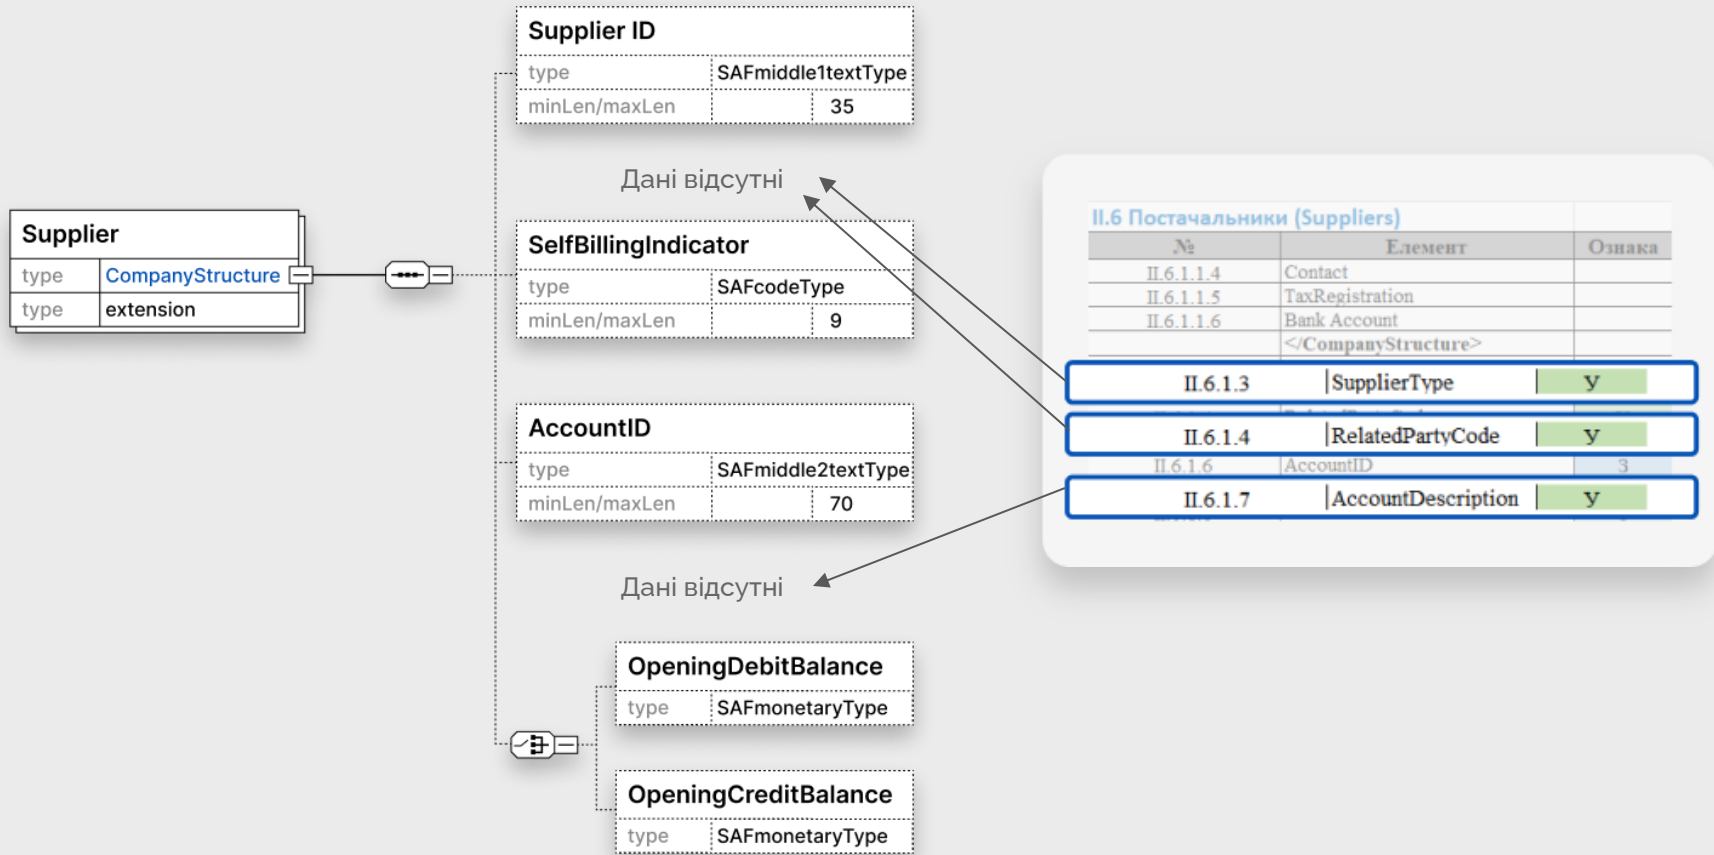 Supplier ID
type SAFmiddle1textType
minLen/maxLen 35
Дані відсутні
Supplier
type CompanyStructure
type extension
SelfBillingIndicator
type SAFcodeType
minLen/maxLen 9
AccountID
type SAFmiddle2textType
minLen/maxLen 70
Дані відсутні
OpeningDebitBalance
type SAFmonetaryType
OpeningCreditBalance
type SAFmonetaryType
II.6 Постачальники (Suppliers)
№ Елемент Ознака
II.6.1.1.4 Contact
II.6.1.1.5 TaxRegistration
II.6.1.1.6 Bank Account
</CompanyStructure>
II.6.1.3 SupplierType У
II.6.1.4 RelatedPartyCode У
II.6.1.6 AccountID З
II.6.1.7 AccountDescription У